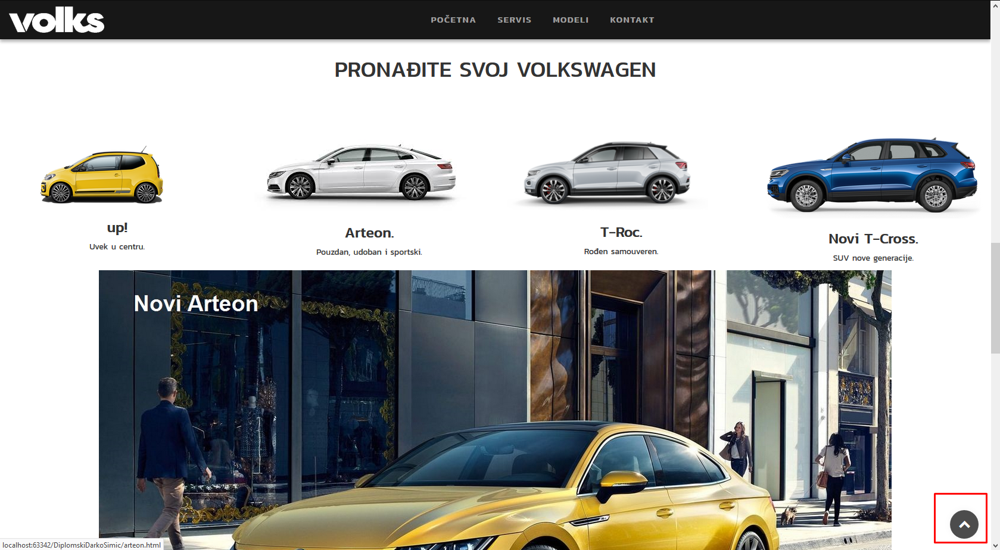 volks
POČETNA SERVIS MODELI KONTAKT
PRONAĐITE SVOJ VOLKSWAGEN
up!
Uvek u centru.
Arteon.
Pouzdan, udoban i sportski.
T-Roc.
Rođen samouveren.
Novi T-Cross.
SUV nove generacije.
Novi Arteon
localhost:63342/DiplomskiDarkoSimic/arteon.html